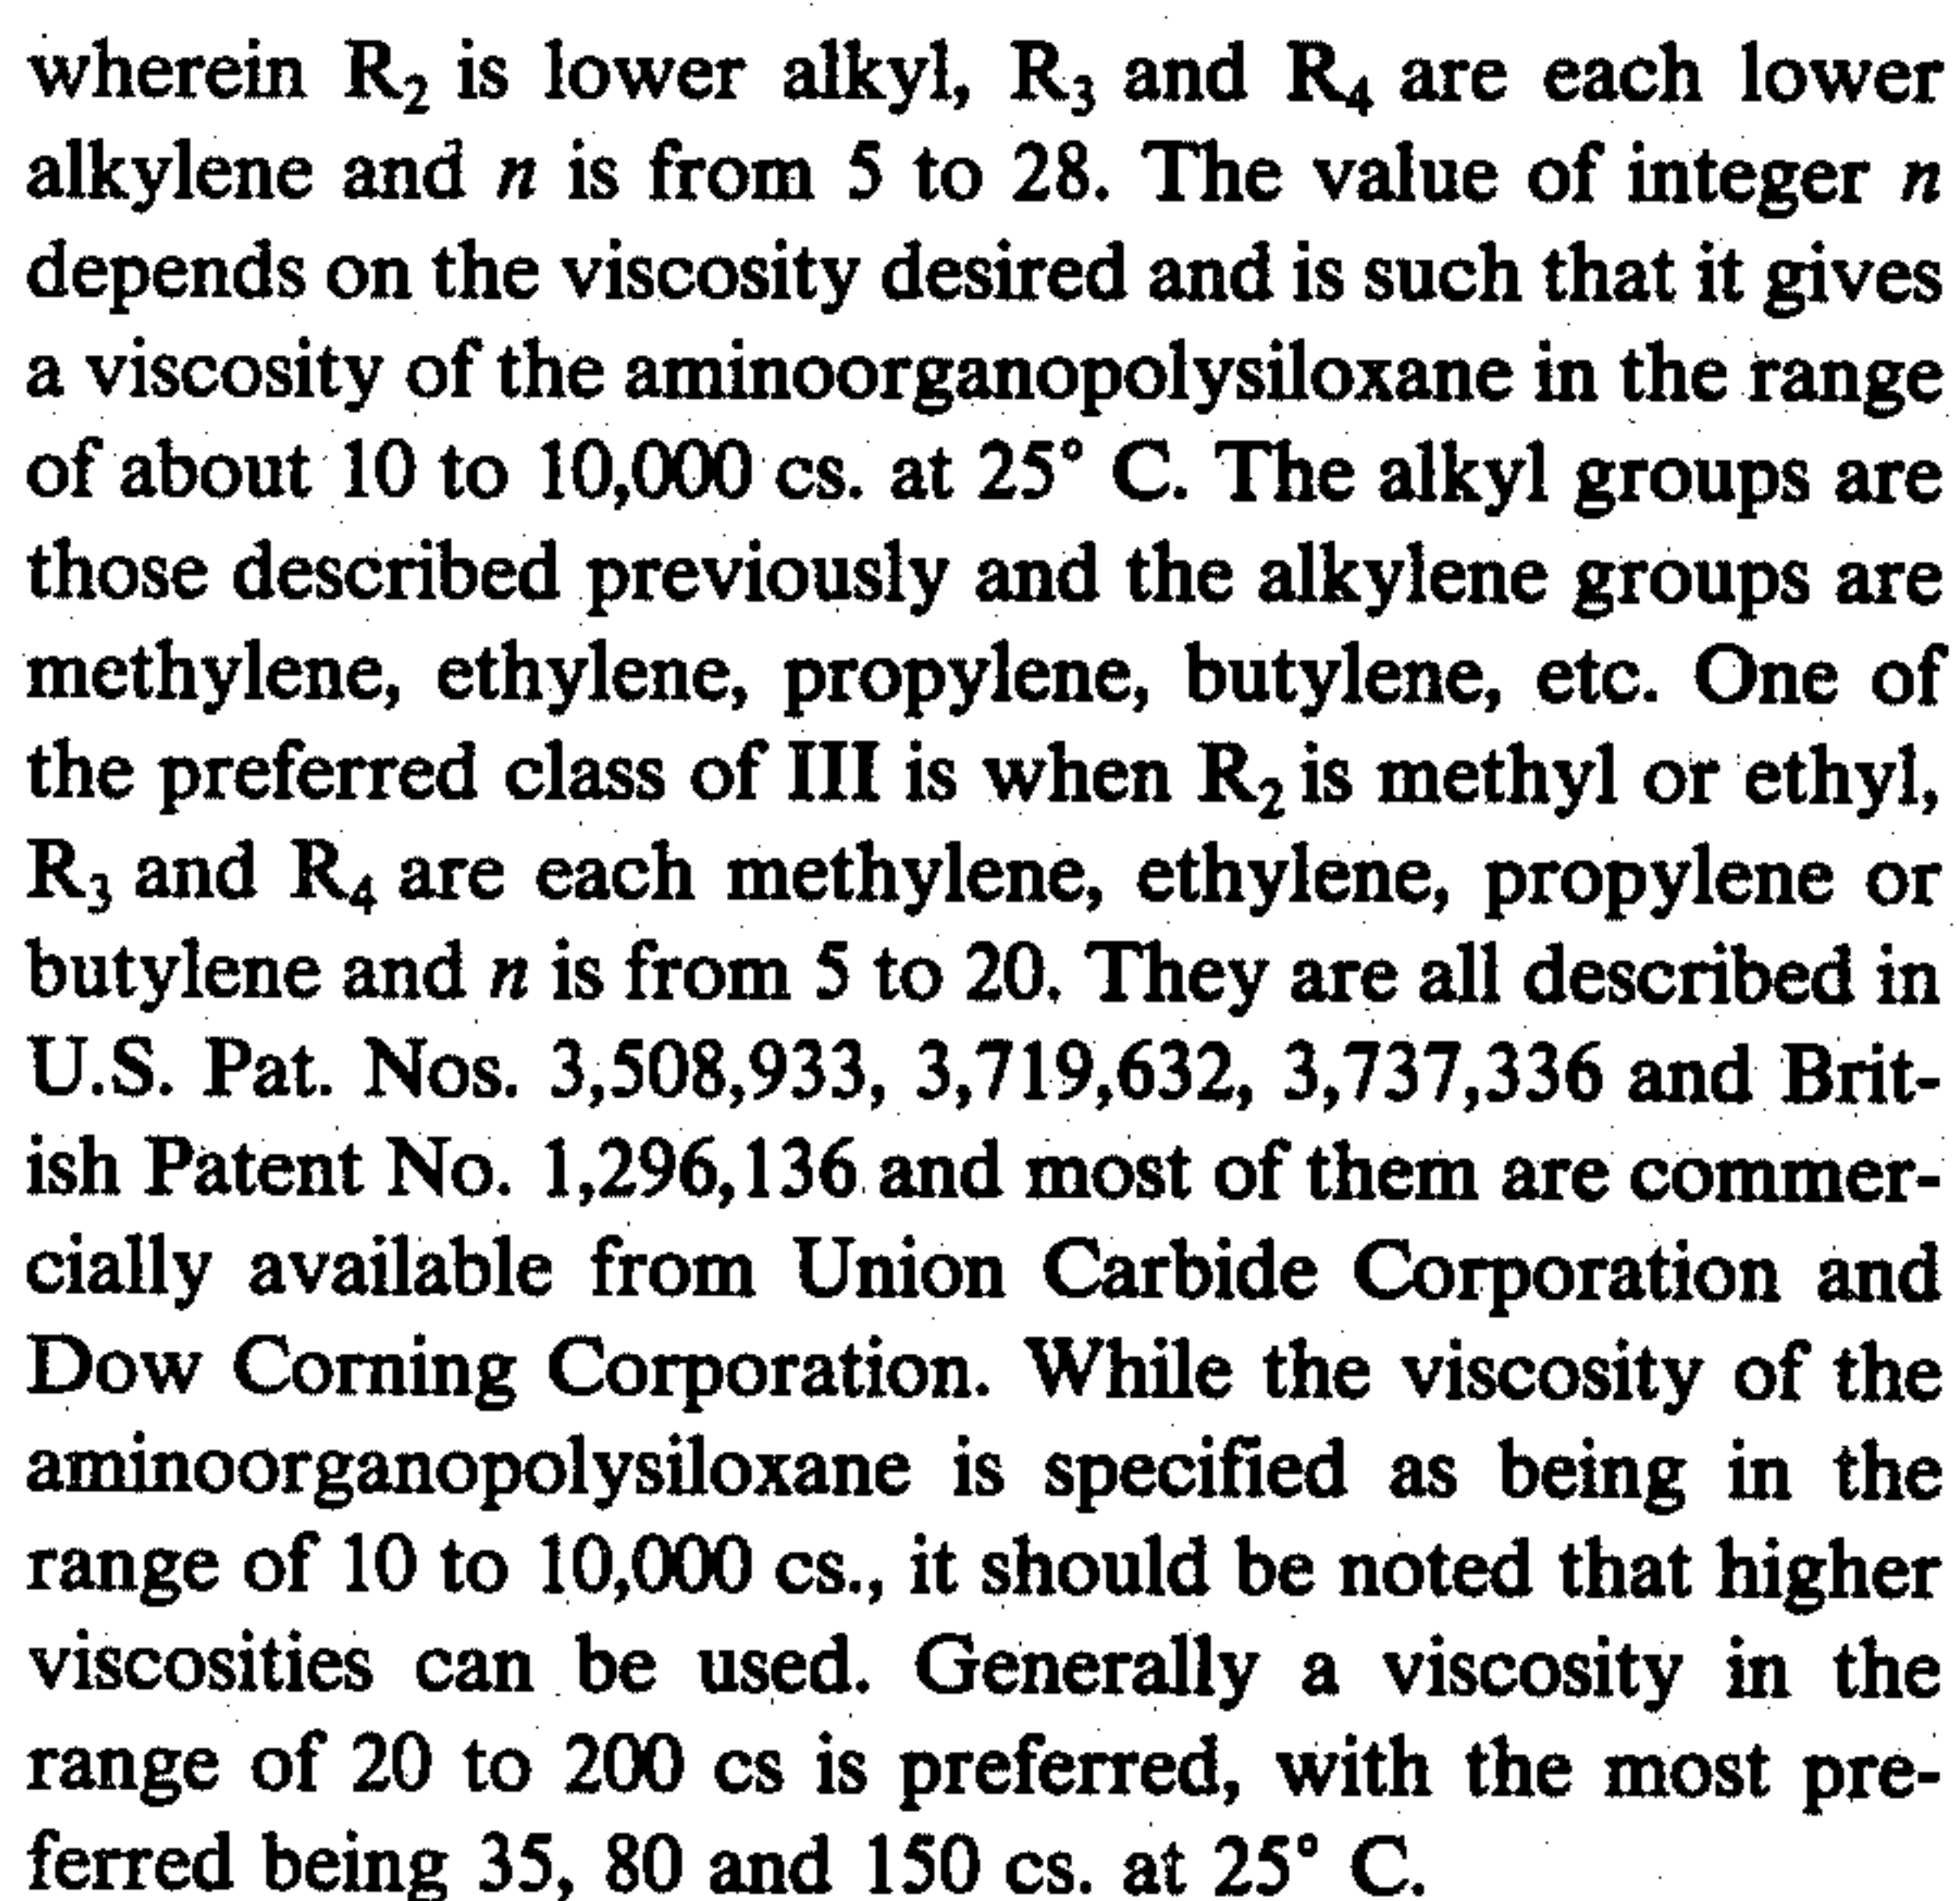 wherein R₂ is lower alkyl, R₃ and R₄ are each lower
alkylene and n is from 5 to 28. The value of integer n
depends on the viscosity desired and is such that it gives
a viscosity of the aminoorganopolysiloxane in the range
of about 10 to 10,000 cs. at 25° C. The alkyl groups are
those described previously and the alkylene groups are
methylene, ethylene, propylene, butylene, etc. One of
the preferred class of III is when R₂ is methyl or ethyl,
R₃ and R₄ are each methylene, ethylene, propylene or
butylene and n is from 5 to 20. They are all described in
U.S. Pat. Nos. 3,508,933, 3,719,632, 3,737,336 and Brit-
ish Patent No. 1,296,136 and most of them are commer-
cially available from Union Carbide Corporation and
Dow Corning Corporation. While the viscosity of the
aminoorganopolysiloxane is specified as being in the
range of 10 to 10,000 cs., it should be noted that higher
viscosities can be used. Generally a viscosity in the
range of 20 to 200 cs is preferred, with the most pre-
ferred being 35, 80 and 150 cs. at 25° C.